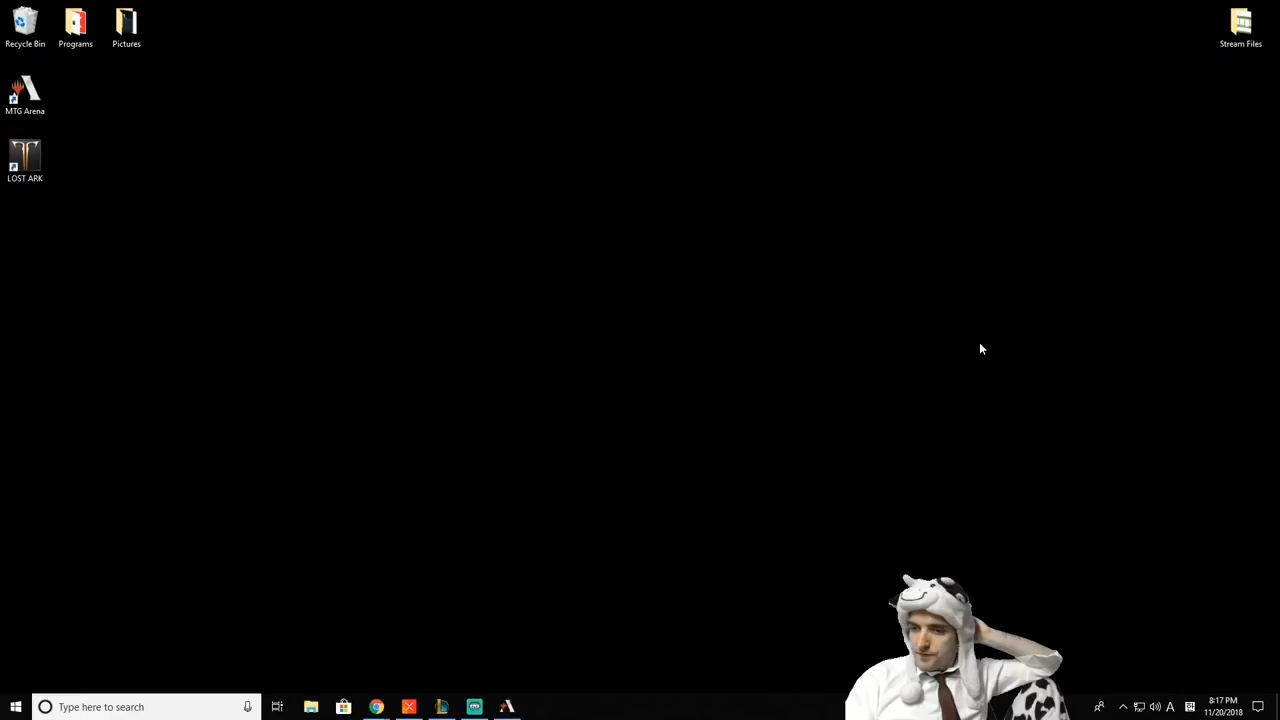 Recycle Bin
Programs
Pictures
Stream Files
MTG Arena
LOST ARK
Type here to search
A
8:17 PM
11/20/2018